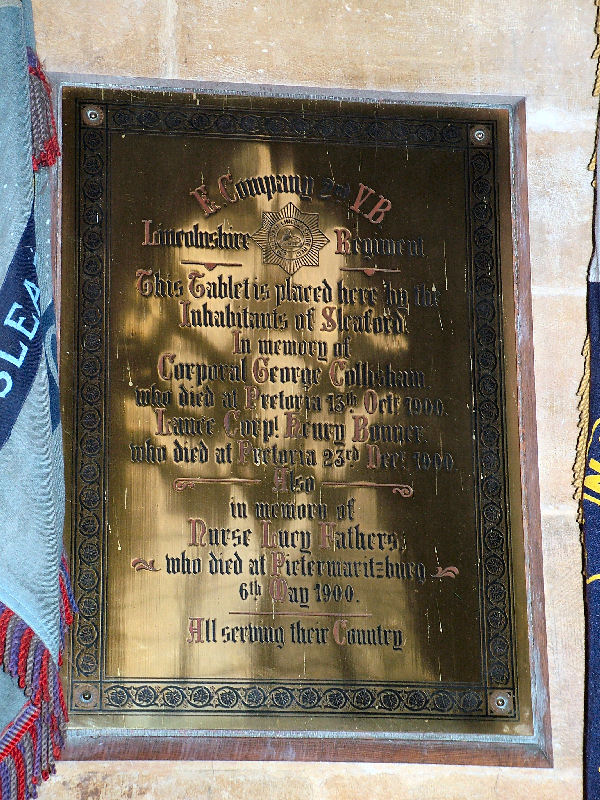 F Company 2nd V B
Lincolnshire Regiment
This Tablet is placed here by the
Inhabitants of Sleaford.
In memory of
Corporal George Collisham.
who died at Pretoria 13th Octr 1900.
Lance Corpl. Henry Bonner.
who died at Pretoria 23rd Decr. 1900.
Also
in memory of
Nurse Lucy Fathers,
who died at Pietermaritzburg
6th May 1900.
All serving their Country
SLEA